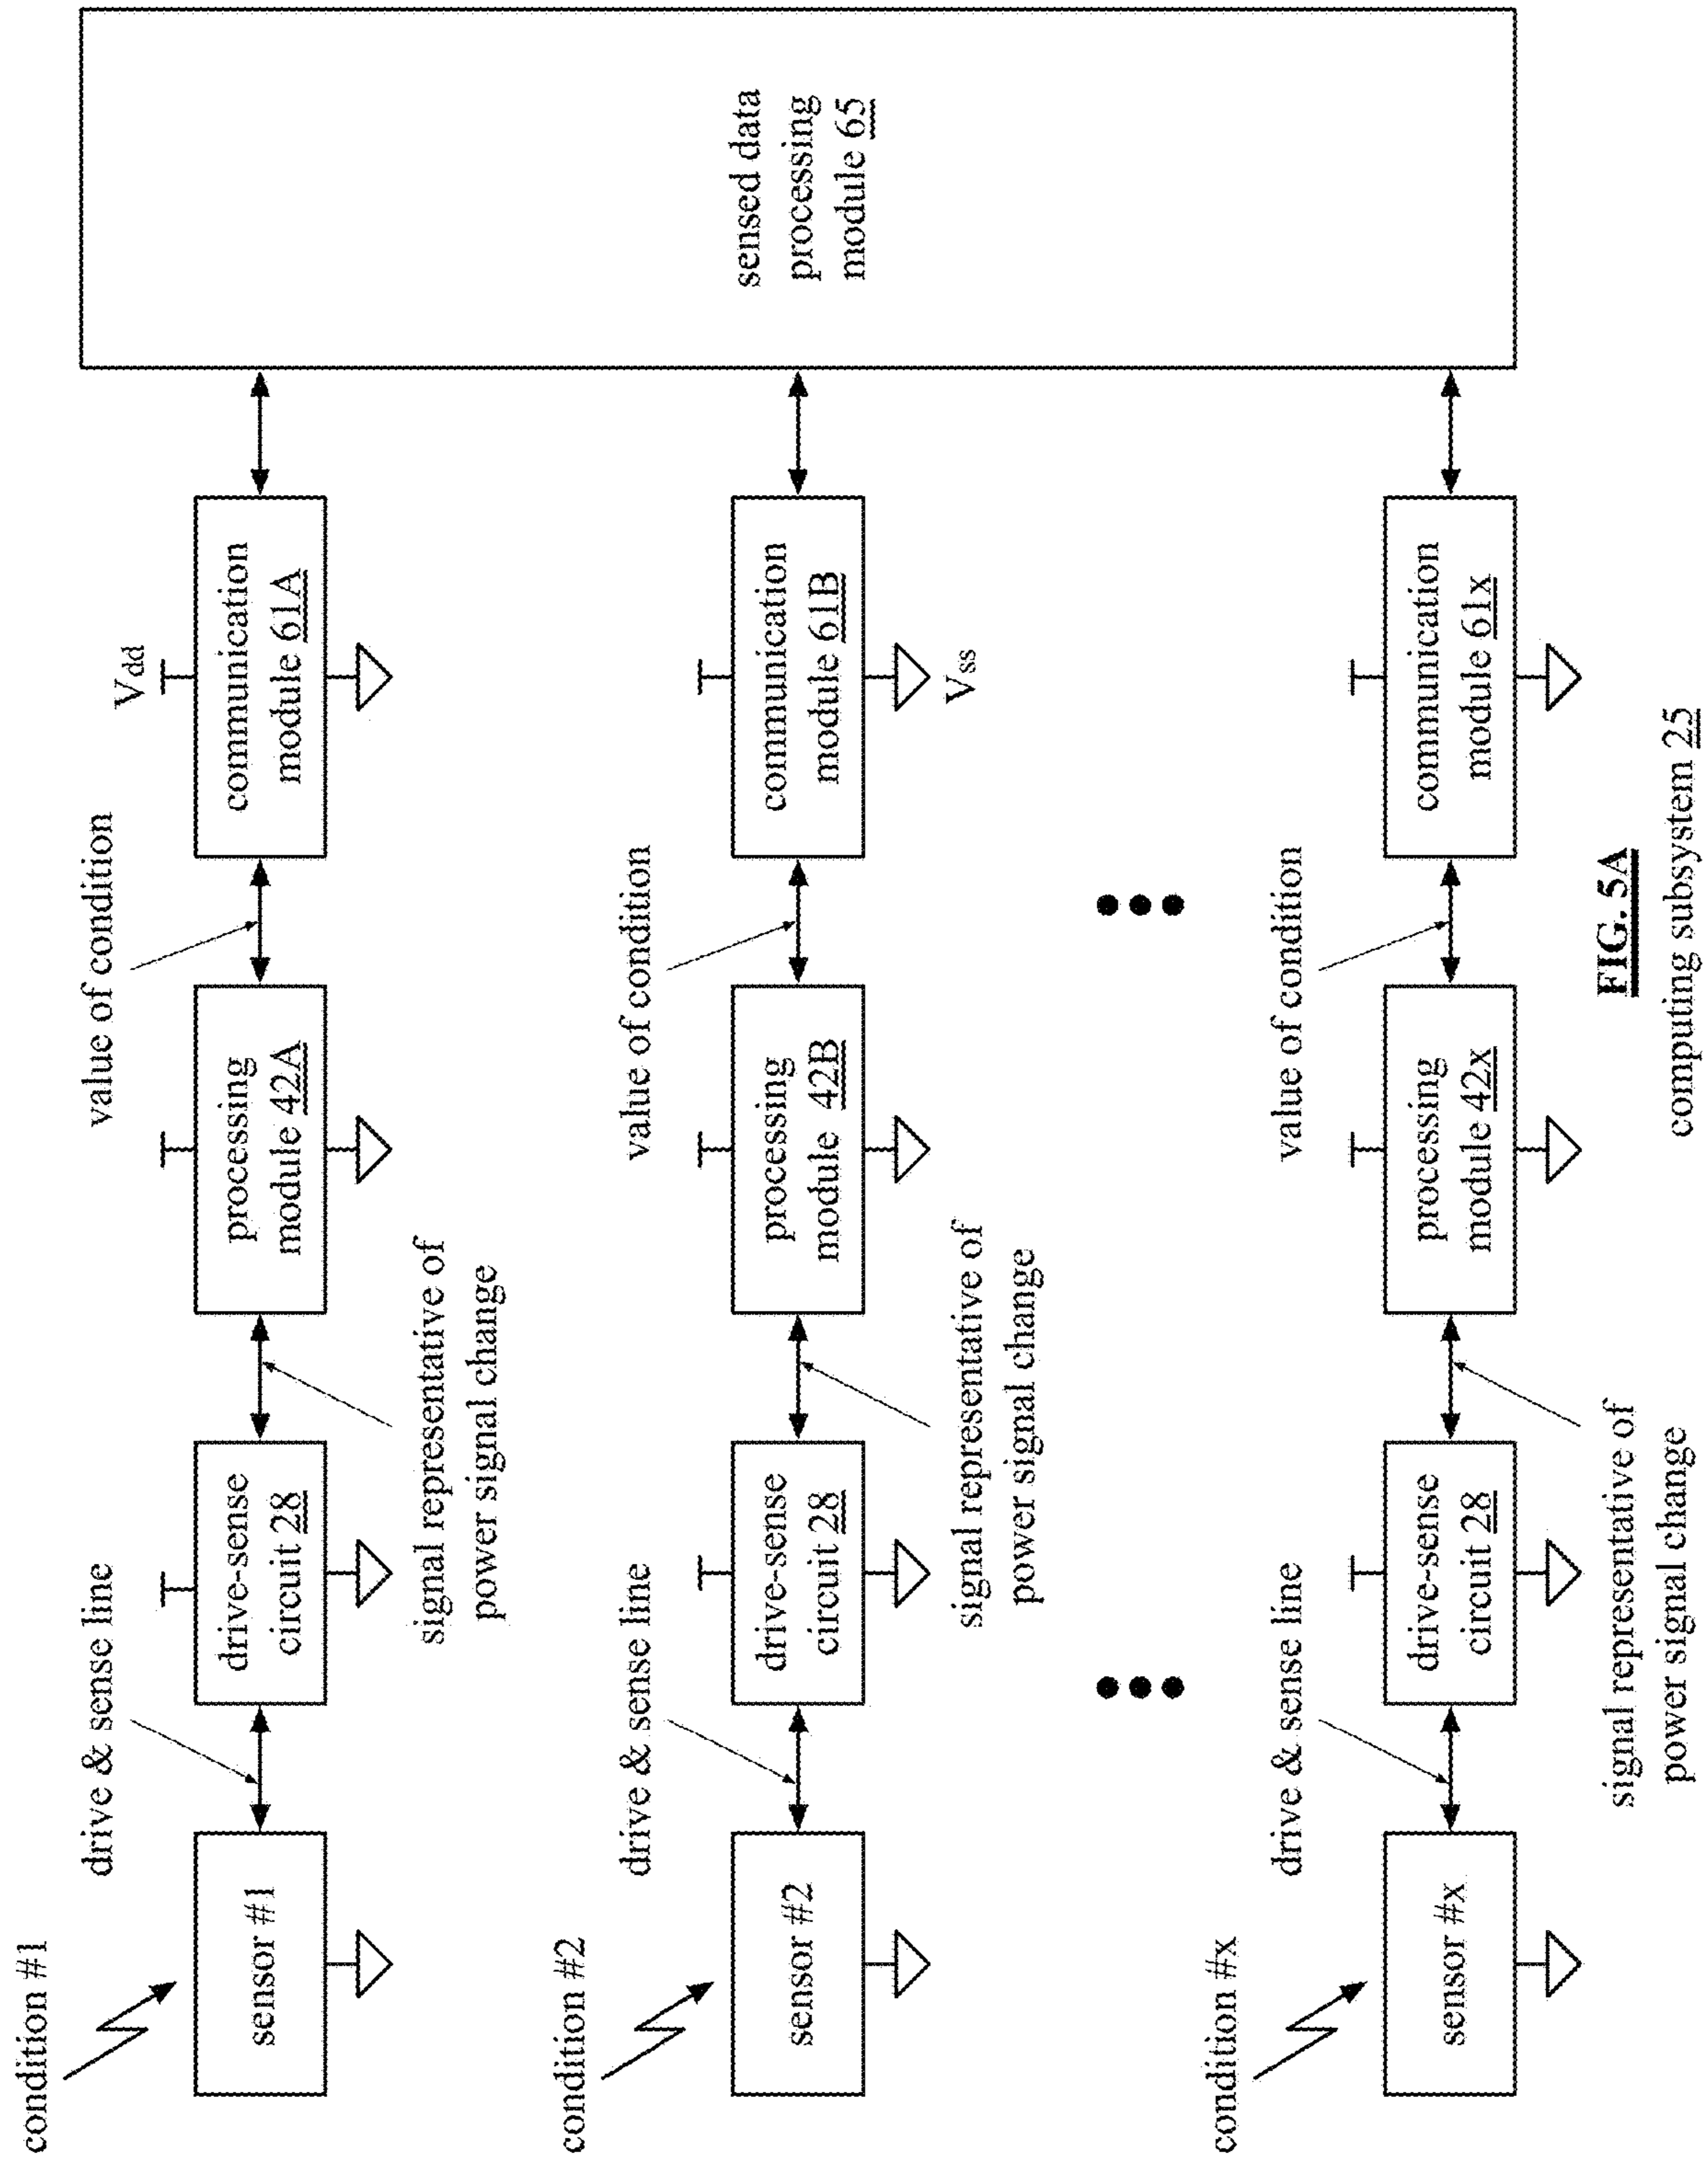 condition #1
drive & sense line
value of condition
Vdd
sensor #1
drive-sense
circuit 28
processing
module 42A
communication
module 61A
signal representative of
power signal change
condition #2
drive & sense line
value of condition
sensor #2
drive-sense
circuit 28
processing
module 42B
communication
module 61B
Vss
signal representative of
power signal change
sensed data
processing
module 65
condition #x
drive & sense line
value of condition
sensor #x
drive-sense
circuit 28
processing
module 42x
communication
module 61x
signal representative of
power signal change
FIG. 5A
computing subsystem 25